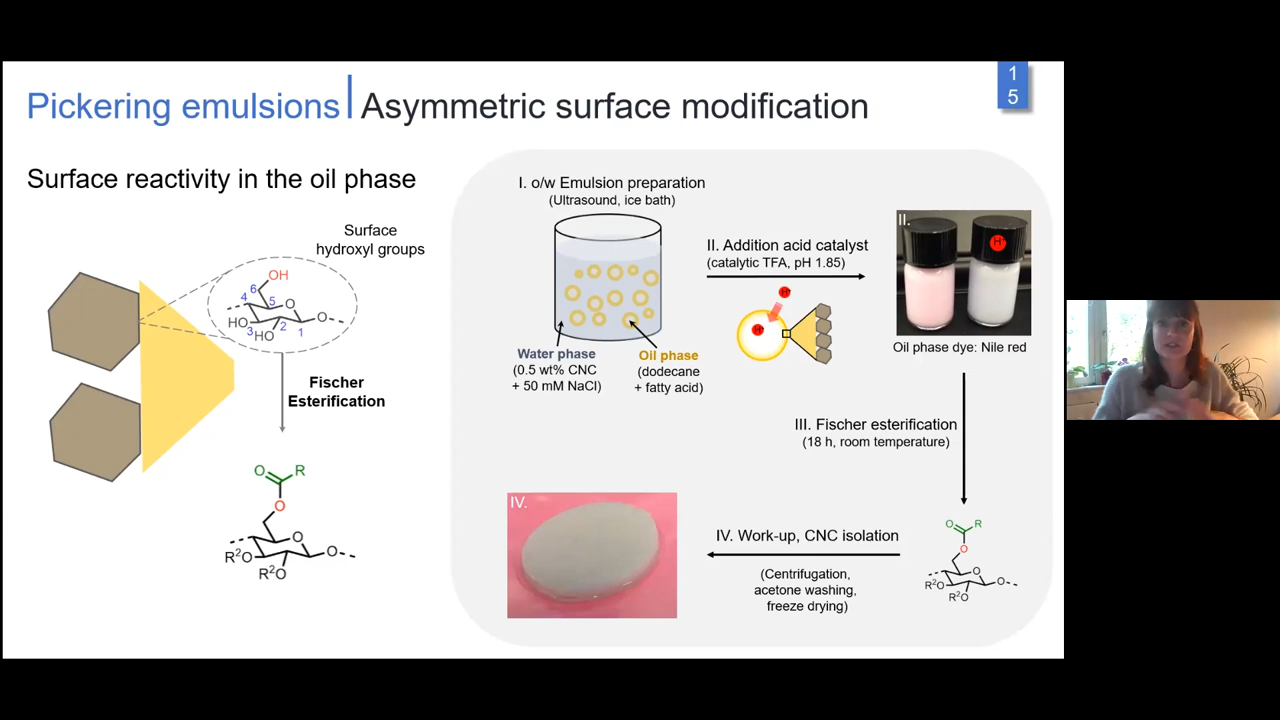 Pickering emulsions Asymmetric surface modification
1
5
Surface reactivity in the oil phase
Surface
hydroxyl groups
OH
6
4
5
O
O
HO
3
HO
2
1
Fischer
Esterification
O
R
O
O
O
R²O
R²O
I. o/w Emulsion preparation
(Ultrasound, ice bath)
Water phase
(0.5 wt% CNC
+ 50 mM NaCl)
Oil phase
(dodecane
+ fatty acid)
II. Addition acid catalyst
(catalytic TFA, pH 1.85)
H⁺
H⁺
II.
H⁺
Oil phase dye: Nile red
III. Fischer esterification
(18 h, room temperature)
O
R
O
O
O
R²O
R²O
IV. Work-up, CNC isolation
(Centrifugation,
acetone washing,
freeze drying)
IV.